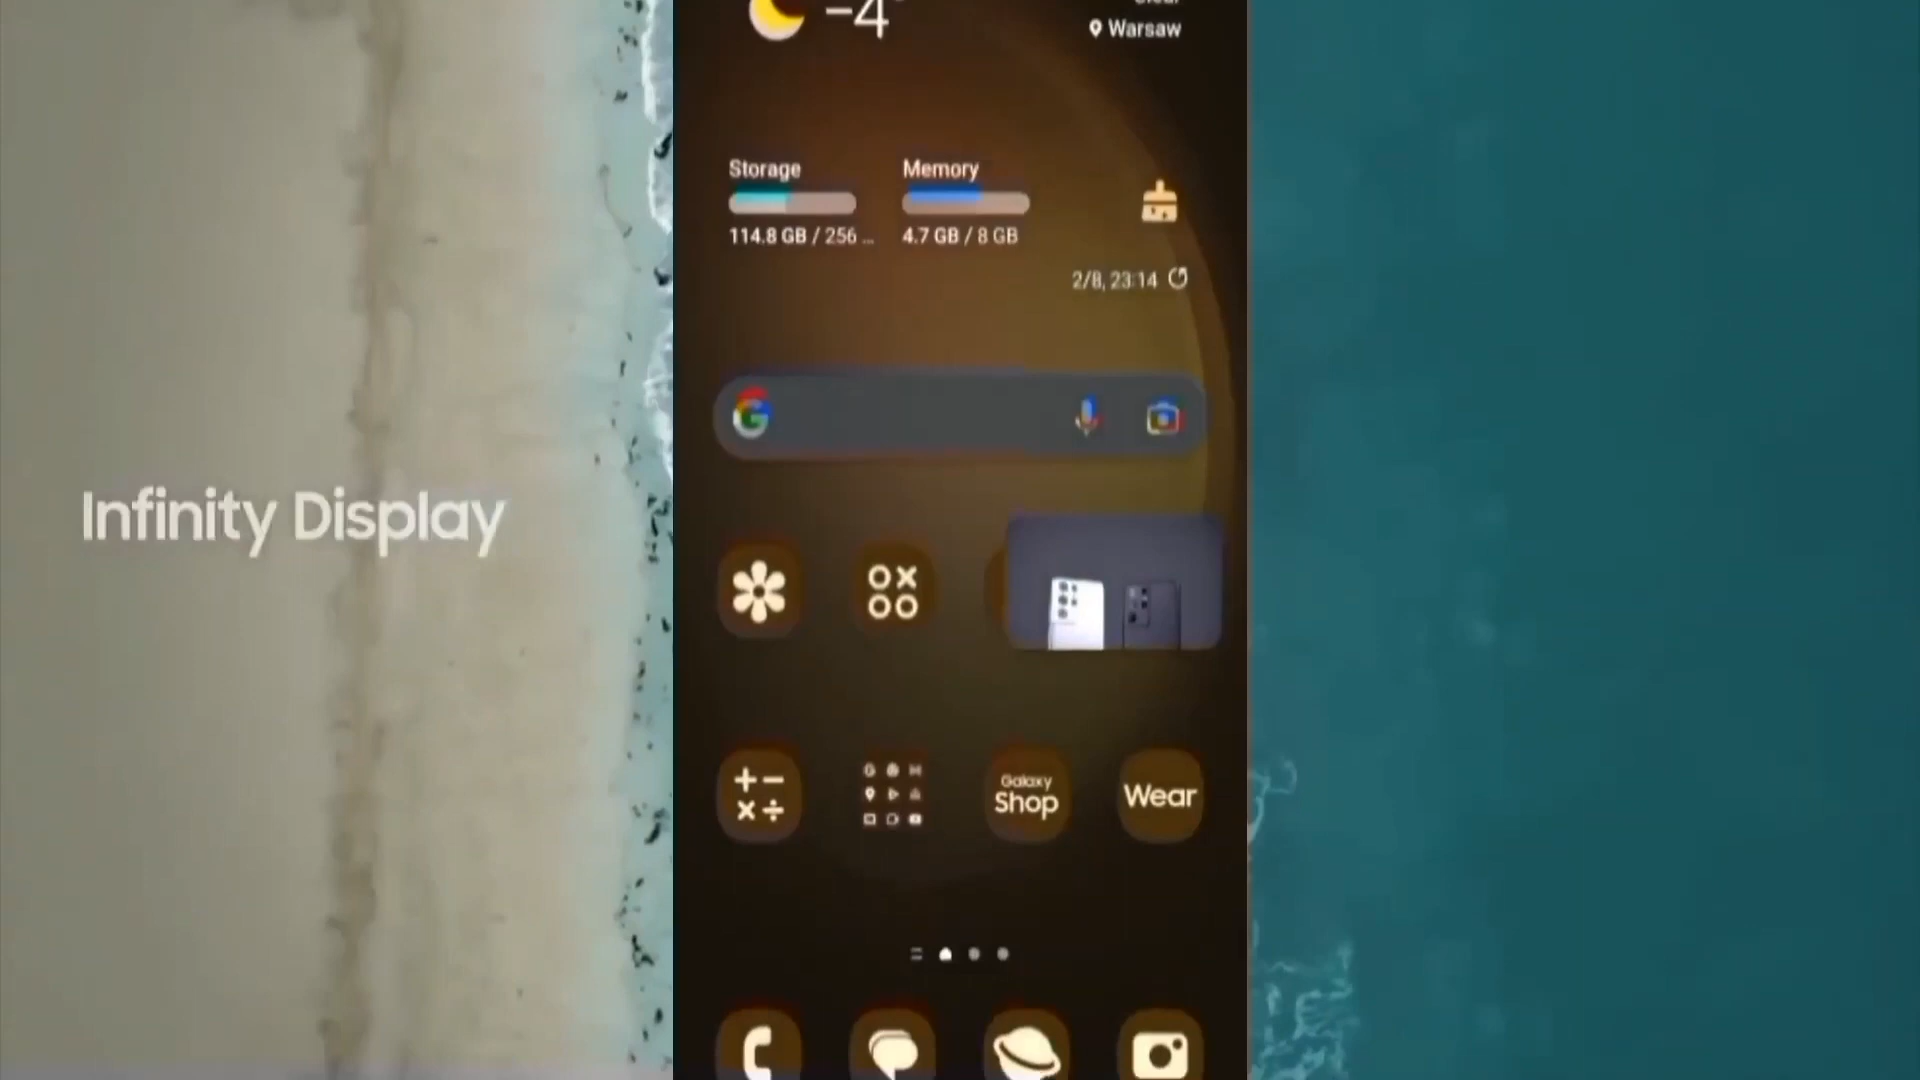 -4°
Warsaw
Storage
Memory
114.8 GB / 256 ...
4.7 GB / 8 GB
2/8, 23:14
Infinity Display
Galaxy
Shop
Wear